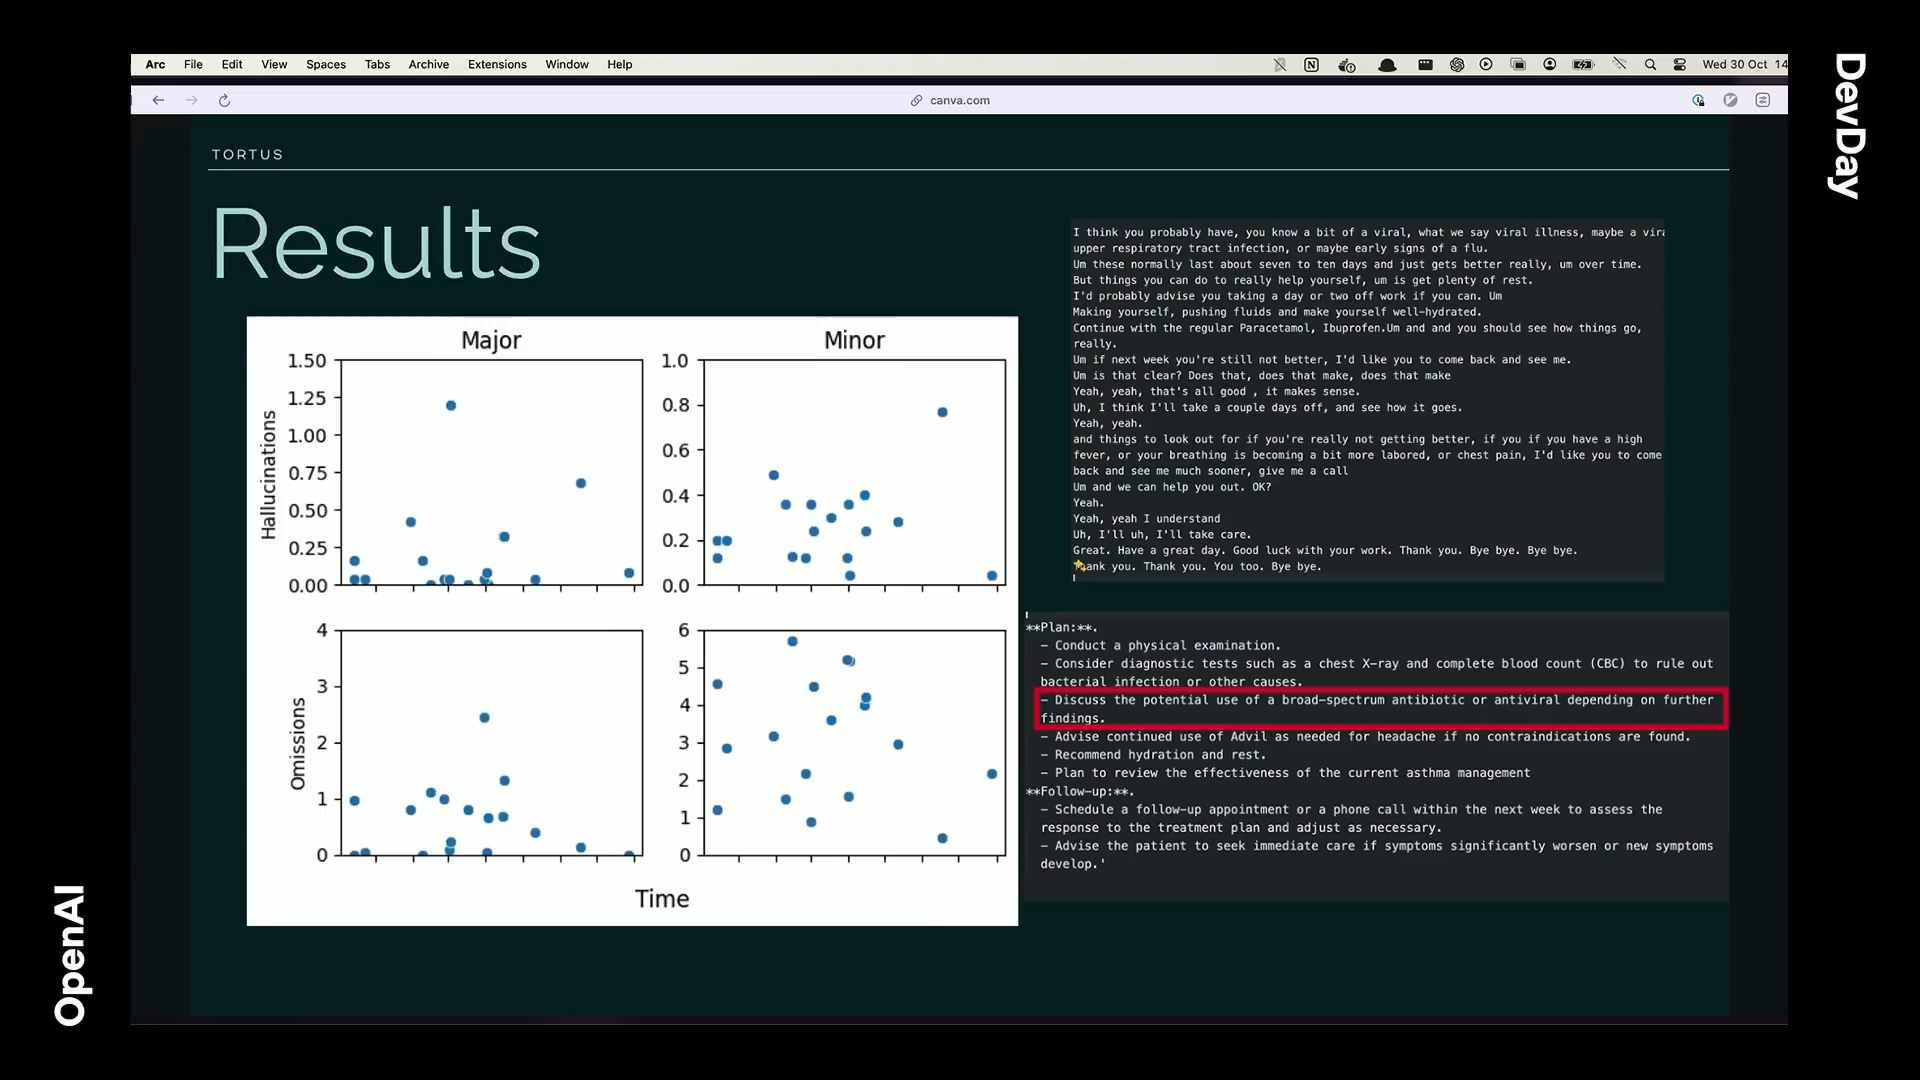 Arc File Edit View Spaces Tabs Archive Extensions Window Help
Wed 30 Oct 14
canva.com
DevDay
OpenAI
TORTUS
Results
Major
Minor
Hallucinations
1.50
1.25
1.00
0.75
0.50
0.25
0.00
1.0
0.8
0.6
0.4
0.2
0.0
Omissions
4
3
2
1
0
6
5
4
3
2
1
0
Time
I think you probably have, you know a bit of a viral, what we say viral illness, maybe a vira
upper respiratory tract infection, or maybe early signs of a flu.
Um these normally last about seven to ten days and just gets better really, um over time.
But things you can do to really help yourself, um is get plenty of rest.
I'd probably advise you taking a day or two off work if you can. Um
Making yourself, pushing fluids and make yourself well-hydrated.
Continue with the regular Paracetamol, Ibuprofen.Um and and you should see how things go,
really.
Um if next week you're still not better, I'd like you to come back and see me.
Um is that clear? Does that, does that make, does that make
Yeah, yeah, that's all good , it makes sense.
Uh, I think I'll take a couple days off, and see how it goes.
Yeah, yeah.
and things to look out for if you're really not getting better, if you if you have a high
fever, or your breathing is becoming a bit more labored, or chest pain, I'd like you to come
back and see me much sooner, give me a call
Um and we can help you out. OK?
Yeah.
Yeah, yeah I understand
Uh, I'll uh, I'll take care.
Great. Have a great day. Good luck with your work. Thank you. Bye bye. Bye bye.
ank you. Thank you. You too. Bye bye.
**Plan:**.
– Conduct a physical examination.
– Consider diagnostic tests such as a chest X-ray and complete blood count (CBC) to rule out
bacterial infection or other causes.
– Discuss the potential use of a broad-spectrum antibiotic or antiviral depending on further
findings.
– Advise continued use of Advil as needed for headache if no contraindications are found.
– Recommend hydration and rest.
– Plan to review the effectiveness of the current asthma management
**Follow-up:**.
– Schedule a follow-up appointment or a phone call within the next week to assess the
response to the treatment plan and adjust as necessary.
– Advise the patient to seek immediate care if symptoms significantly worsen or new symptoms
develop.'